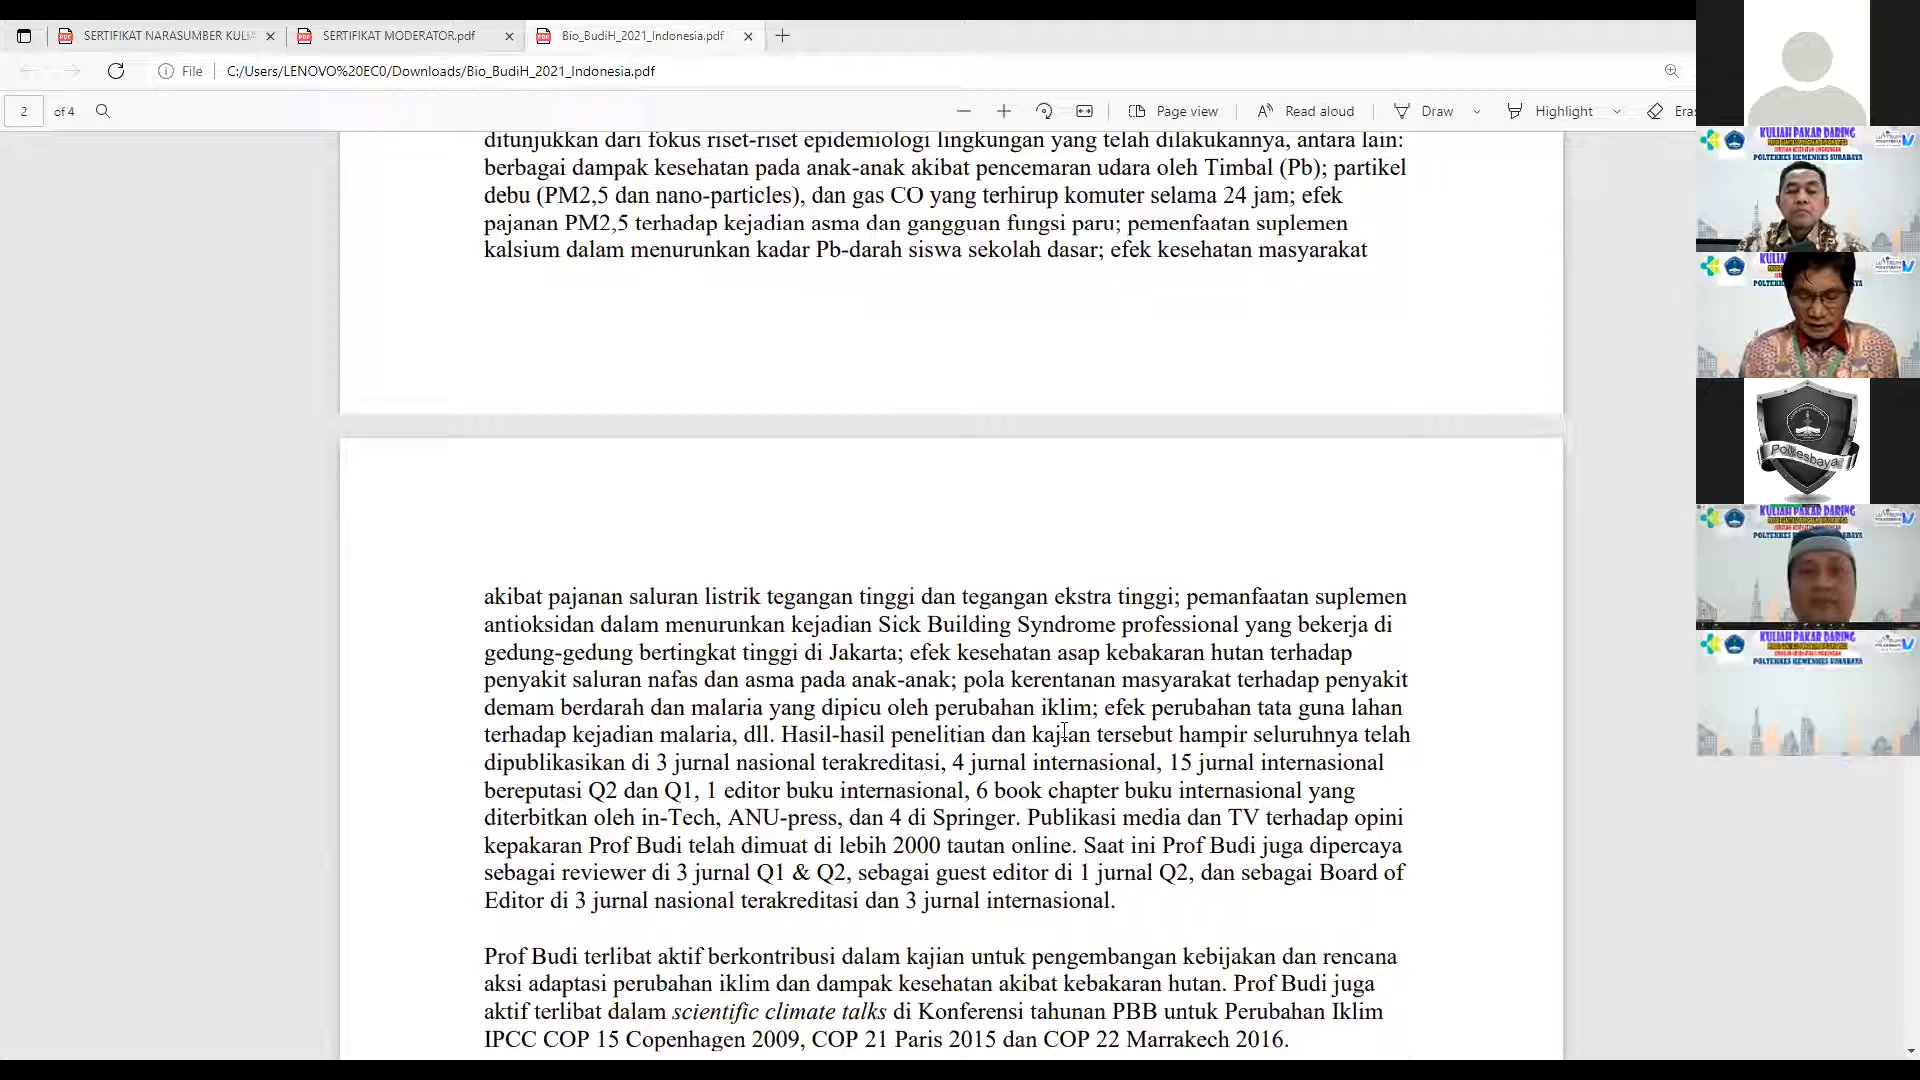 SERTIFIKAT NARASUMBER KULIA
SERTIFIKAT MODERATOR.pdf
Bio_BudiH_2021_Indonesia.pdf
File
C:/Users/LENOVO%20EC0/Downloads/Bio_BudiH_2021_Indonesia.pdf
2
of 4
Page view
Read aloud
Draw
Highlight
Eras
ditunjukkan dari fokus riset-riset epidemiologi lingkungan yang telah dilakukannya, antara lain:
berbagai dampak kesehatan pada anak-anak akibat pencemaran udara oleh Timbal (Pb); partikel
debu (PM2,5 dan nano-particles), dan gas CO yang terhirup komuter selama 24 jam; efek
pajanan PM2,5 terhadap kejadian asma dan gangguan fungsi paru; pemenfaatan suplemen
kalsium dalam menurunkan kadar Pb-darah siswa sekolah dasar; efek kesehatan masyarakat
akibat pajanan saluran listrik tegangan tinggi dan tegangan ekstra tinggi; pemanfaatan suplemen
antioksidan dalam menurunkan kejadian Sick Building Syndrome professional yang bekerja di
gedung-gedung bertingkat tinggi di Jakarta; efek kesehatan asap kebakaran hutan terhadap
penyakit saluran nafas dan asma pada anak-anak; pola kerentanan masyarakat terhadap penyakit
demam berdarah dan malaria yang dipicu oleh perubahan iklim; efek perubahan tata guna lahan
terhadap kejadian malaria, dll. Hasil-hasil penelitian dan kajian tersebut hampir seluruhnya telah
dipublikasikan di 3 jurnal nasional terakreditasi, 4 jurnal internasional, 15 jurnal internasional
bereputasi Q2 dan Q1, 1 editor buku internasional, 6 book chapter buku internasional yang
diterbitkan oleh in-Tech, ANU-press, dan 4 di Springer. Publikasi media dan TV terhadap opini
kepakaran Prof Budi telah dimuat di lebih 2000 tautan online. Saat ini Prof Budi juga dipercaya
sebagai reviewer di 3 jurnal Q1 & Q2, sebagai guest editor di 1 jurnal Q2, dan sebagai Board of
Editor di 3 jurnal nasional terakreditasi dan 3 jurnal internasional.
Prof Budi terlibat aktif berkontribusi dalam kajian untuk pengembangan kebijakan dan rencana
aksi adaptasi perubahan iklim dan dampak kesehatan akibat kebakaran hutan. Prof Budi juga
aktif terlibat dalam scientific climate talks di Konferensi tahunan PBB untuk Perubahan Iklim
IPCC COP 15 Copenhagen 2009, COP 21 Paris 2015 dan COP 22 Marrakech 2016.
KULIAH PAKAR DARING
POLTEKKES KEMENKES SURABAYA
Polkesbaya
KULIAH PAKAR DARING
KULIAH PAKAR DARING
POLTEKKES KEMENKES SURABAYA